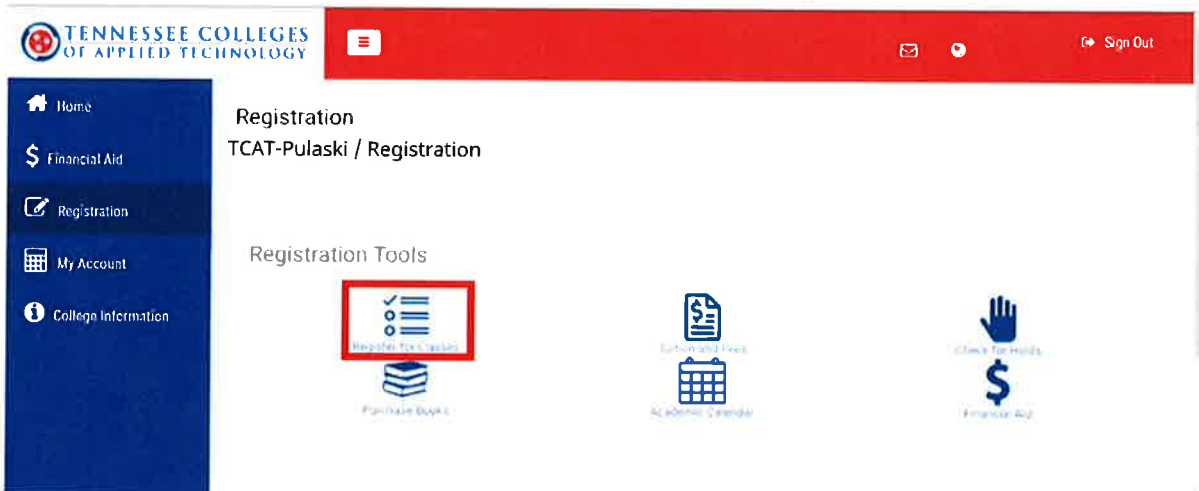 TENNESSEE COLLEGES
OF APPLIED TECHNOLOGY
Sign Out
Home
Financial Aid
Registration
My Account
College Information
Registration
TCAT-Pulaski / Registration
Registration Tools
Register for Classes
Tuition and Fees
Check for Holds
Purchase Books
Academic Calendar
Financial Aid